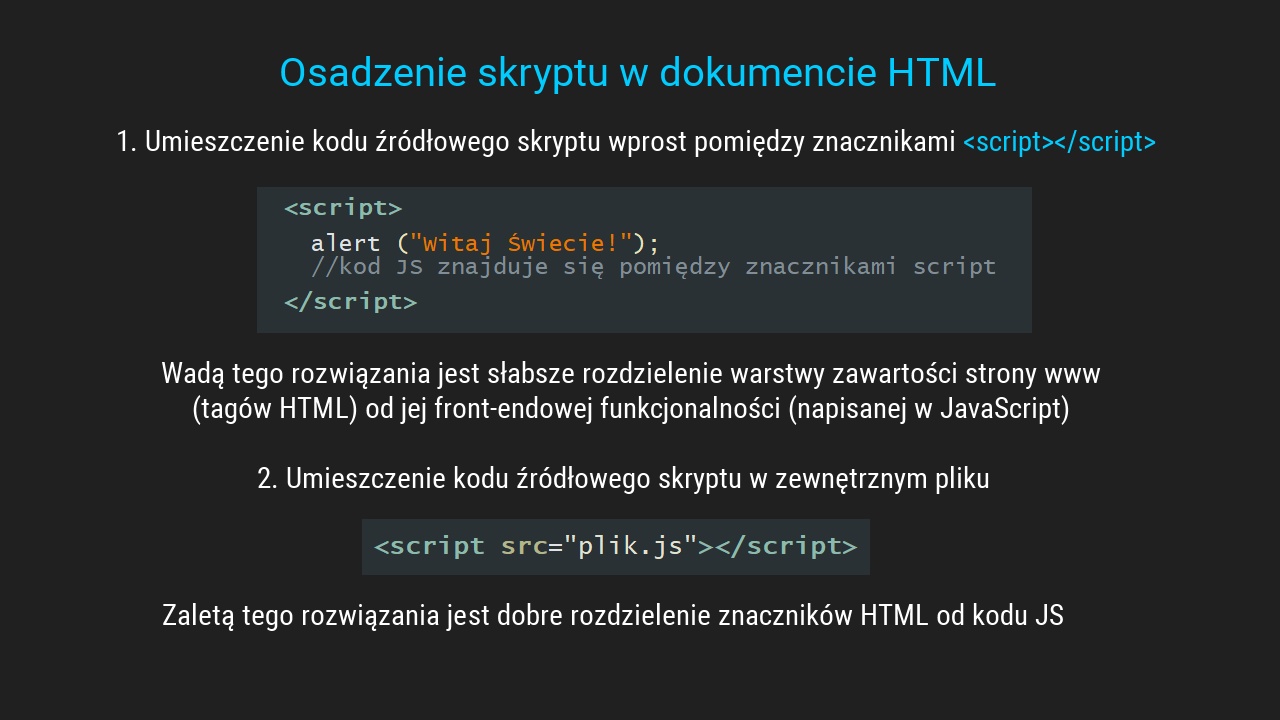 Osadzenie skryptu w dokumencie HTML
1. Umieszczenie kodu źródłowego skryptu wprost pomiędzy znacznikami <script></script>
<script>
alert ("Witaj Świecie!");
//kod JS znajduje się pomiędzy znacznikami script
</script>
Wadą tego rozwiązania jest słabsze rozdzielenie warstwy zawartości strony www
(tagów HTML) od jej front-endowej funkcjonalności (napisanej w JavaScript)
2. Umieszczenie kodu źródłowego skryptu w zewnętrznym pliku
<script src="plik.js"></script>
Zaletą tego rozwiązania jest dobre rozdzielenie znaczników HTML od kodu JS